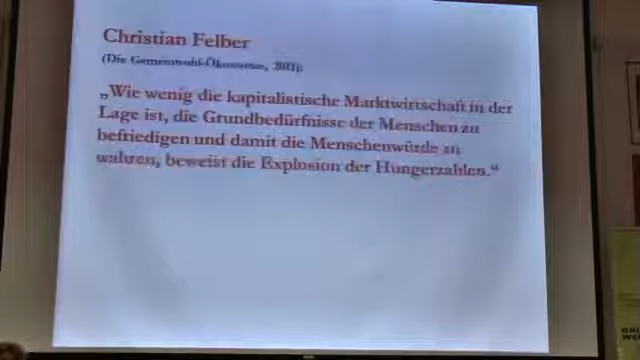 Christian Felber
(Die Gemeinwohl-Ökonomie, 2011):
„Wie wenig die kapitalistische Marktwirtschaft in der
Lage ist, die Grundbedürfnisse der Menschen zu
befriedigen und damit die Menschenwürde zu
wahren, beweist die Explosion der Hungerzahlen.“